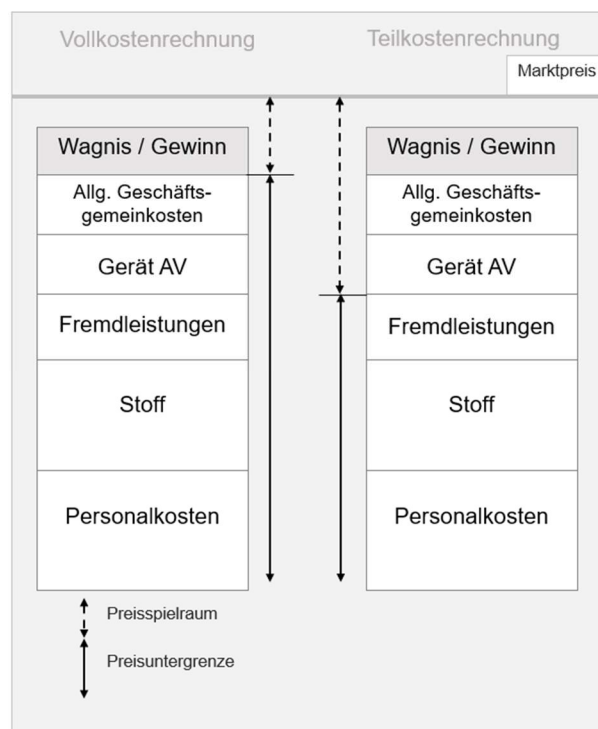 Vollkostenrechnung
Teilkostenrechnung
Marktpreis
Wagnis / Gewinn
Allg. Geschäfts-
gemeinkosten
Gerät AV
Fremdleistungen
Stoff
Personalkosten
Wagnis / Gewinn
Allg. Geschäfts-
gemeinkosten
Gerät AV
Fremdleistungen
Stoff
Personalkosten
Preisspielraum
Preisuntergrenze